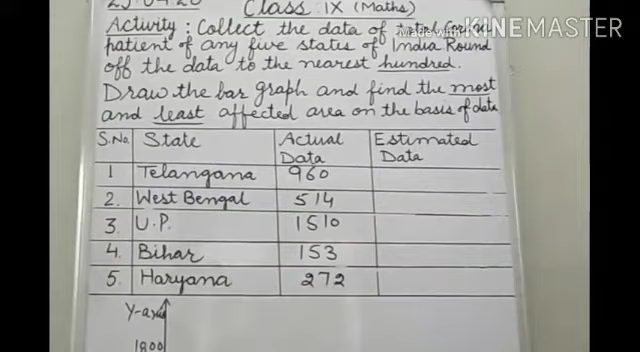 Class : IX (Maths)
Made with KINEMASTER
Activity : Collect the data of total
patient of any five states of India Round
off the data to the nearest hundred.
Draw the bar graph and find the most
and least affected area on the basis of data
S.No. State Actual Data Estimated Data
1 Telangana 960
2. West Bengal 514
3. U.P. 1510
4. Bihar 153
5. Haryana 272
Y-axis
1800